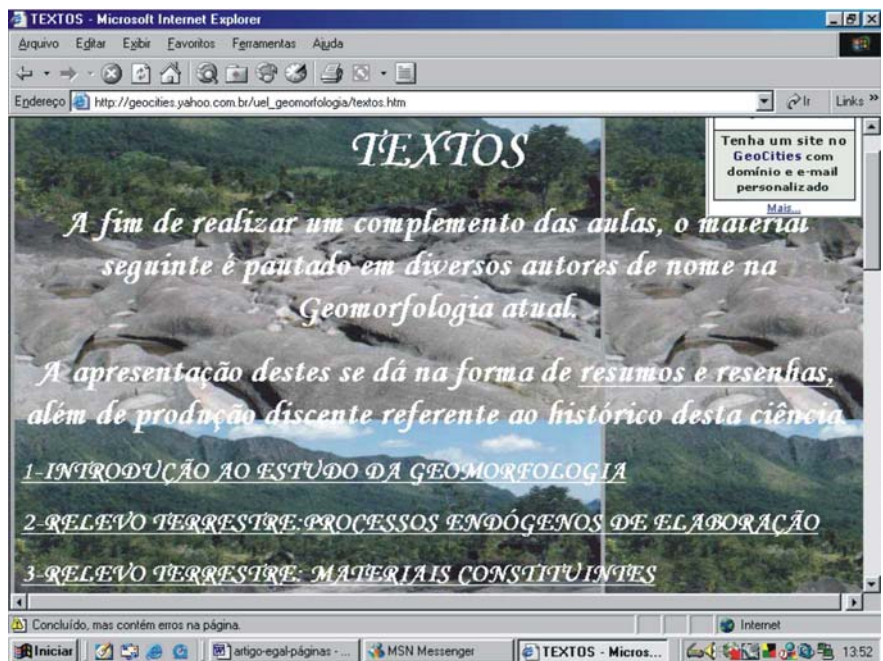 TEXTOS - Microsoft Internet Explorer
Arquivo Editar Exibir Favoritos Ferramentas Ajuda
Endereço http://geocities.yahoo.com.br/uel_geomorfologia/textos.htm Ir Links »
TEXTOS
Tenha um site no
GeoCities com
domínio e e-mail
personalizado
Mais...
A fim de realizar um complemento das aulas, o material
seguinte é pautado em diversos autores de nome na
Geomorfologia atual.
A apresentação destes se dá na forma de resumos e resenhas,
além de produção discente referente ao histórico desta ciência
1-INTRODUÇÃO AO ESTUDO DA GEOMORFOLOGIA
2-RELEVO TERRESTRE:PROCESSOS ENDÓGENOS DE ELABORAÇÃO
3-RELEVO TERRESTRE: MATERIAIS CONSTITUINTES
Concluído, mas contém erros na página. Internet
Iniciar artigo-egal-páginas - ... MSN Messenger TEXTOS - Micros... 13:52